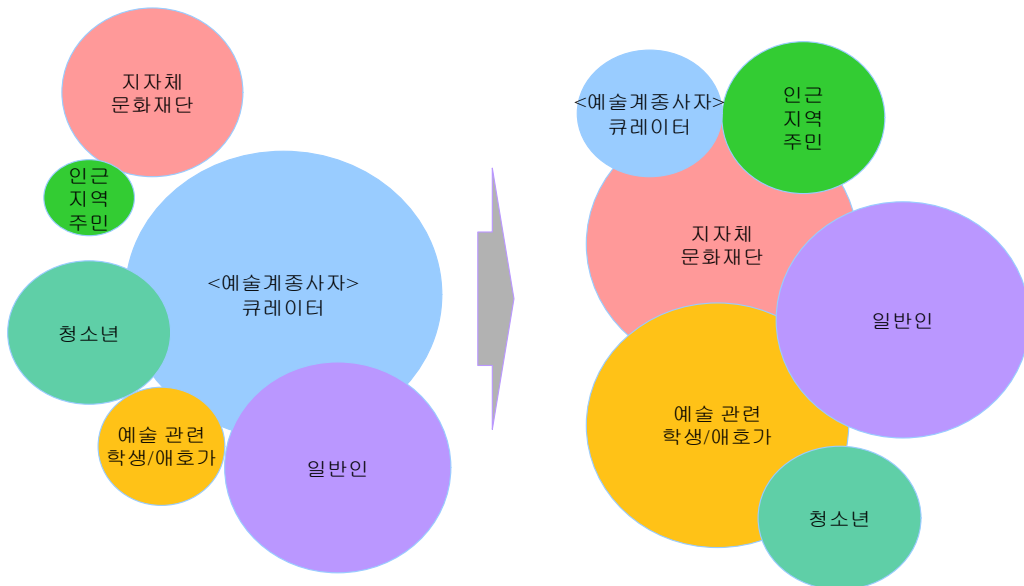 지자체
문화재단
인근
지역
주민
<예술계종사자>
큐레이터
청소년
예술 관련
학생/애호가
일반인
<예술계종사자>
큐레이터
인근
지역
주민
지자체
문화재단
일반인
예술 관련
학생/애호가
청소년